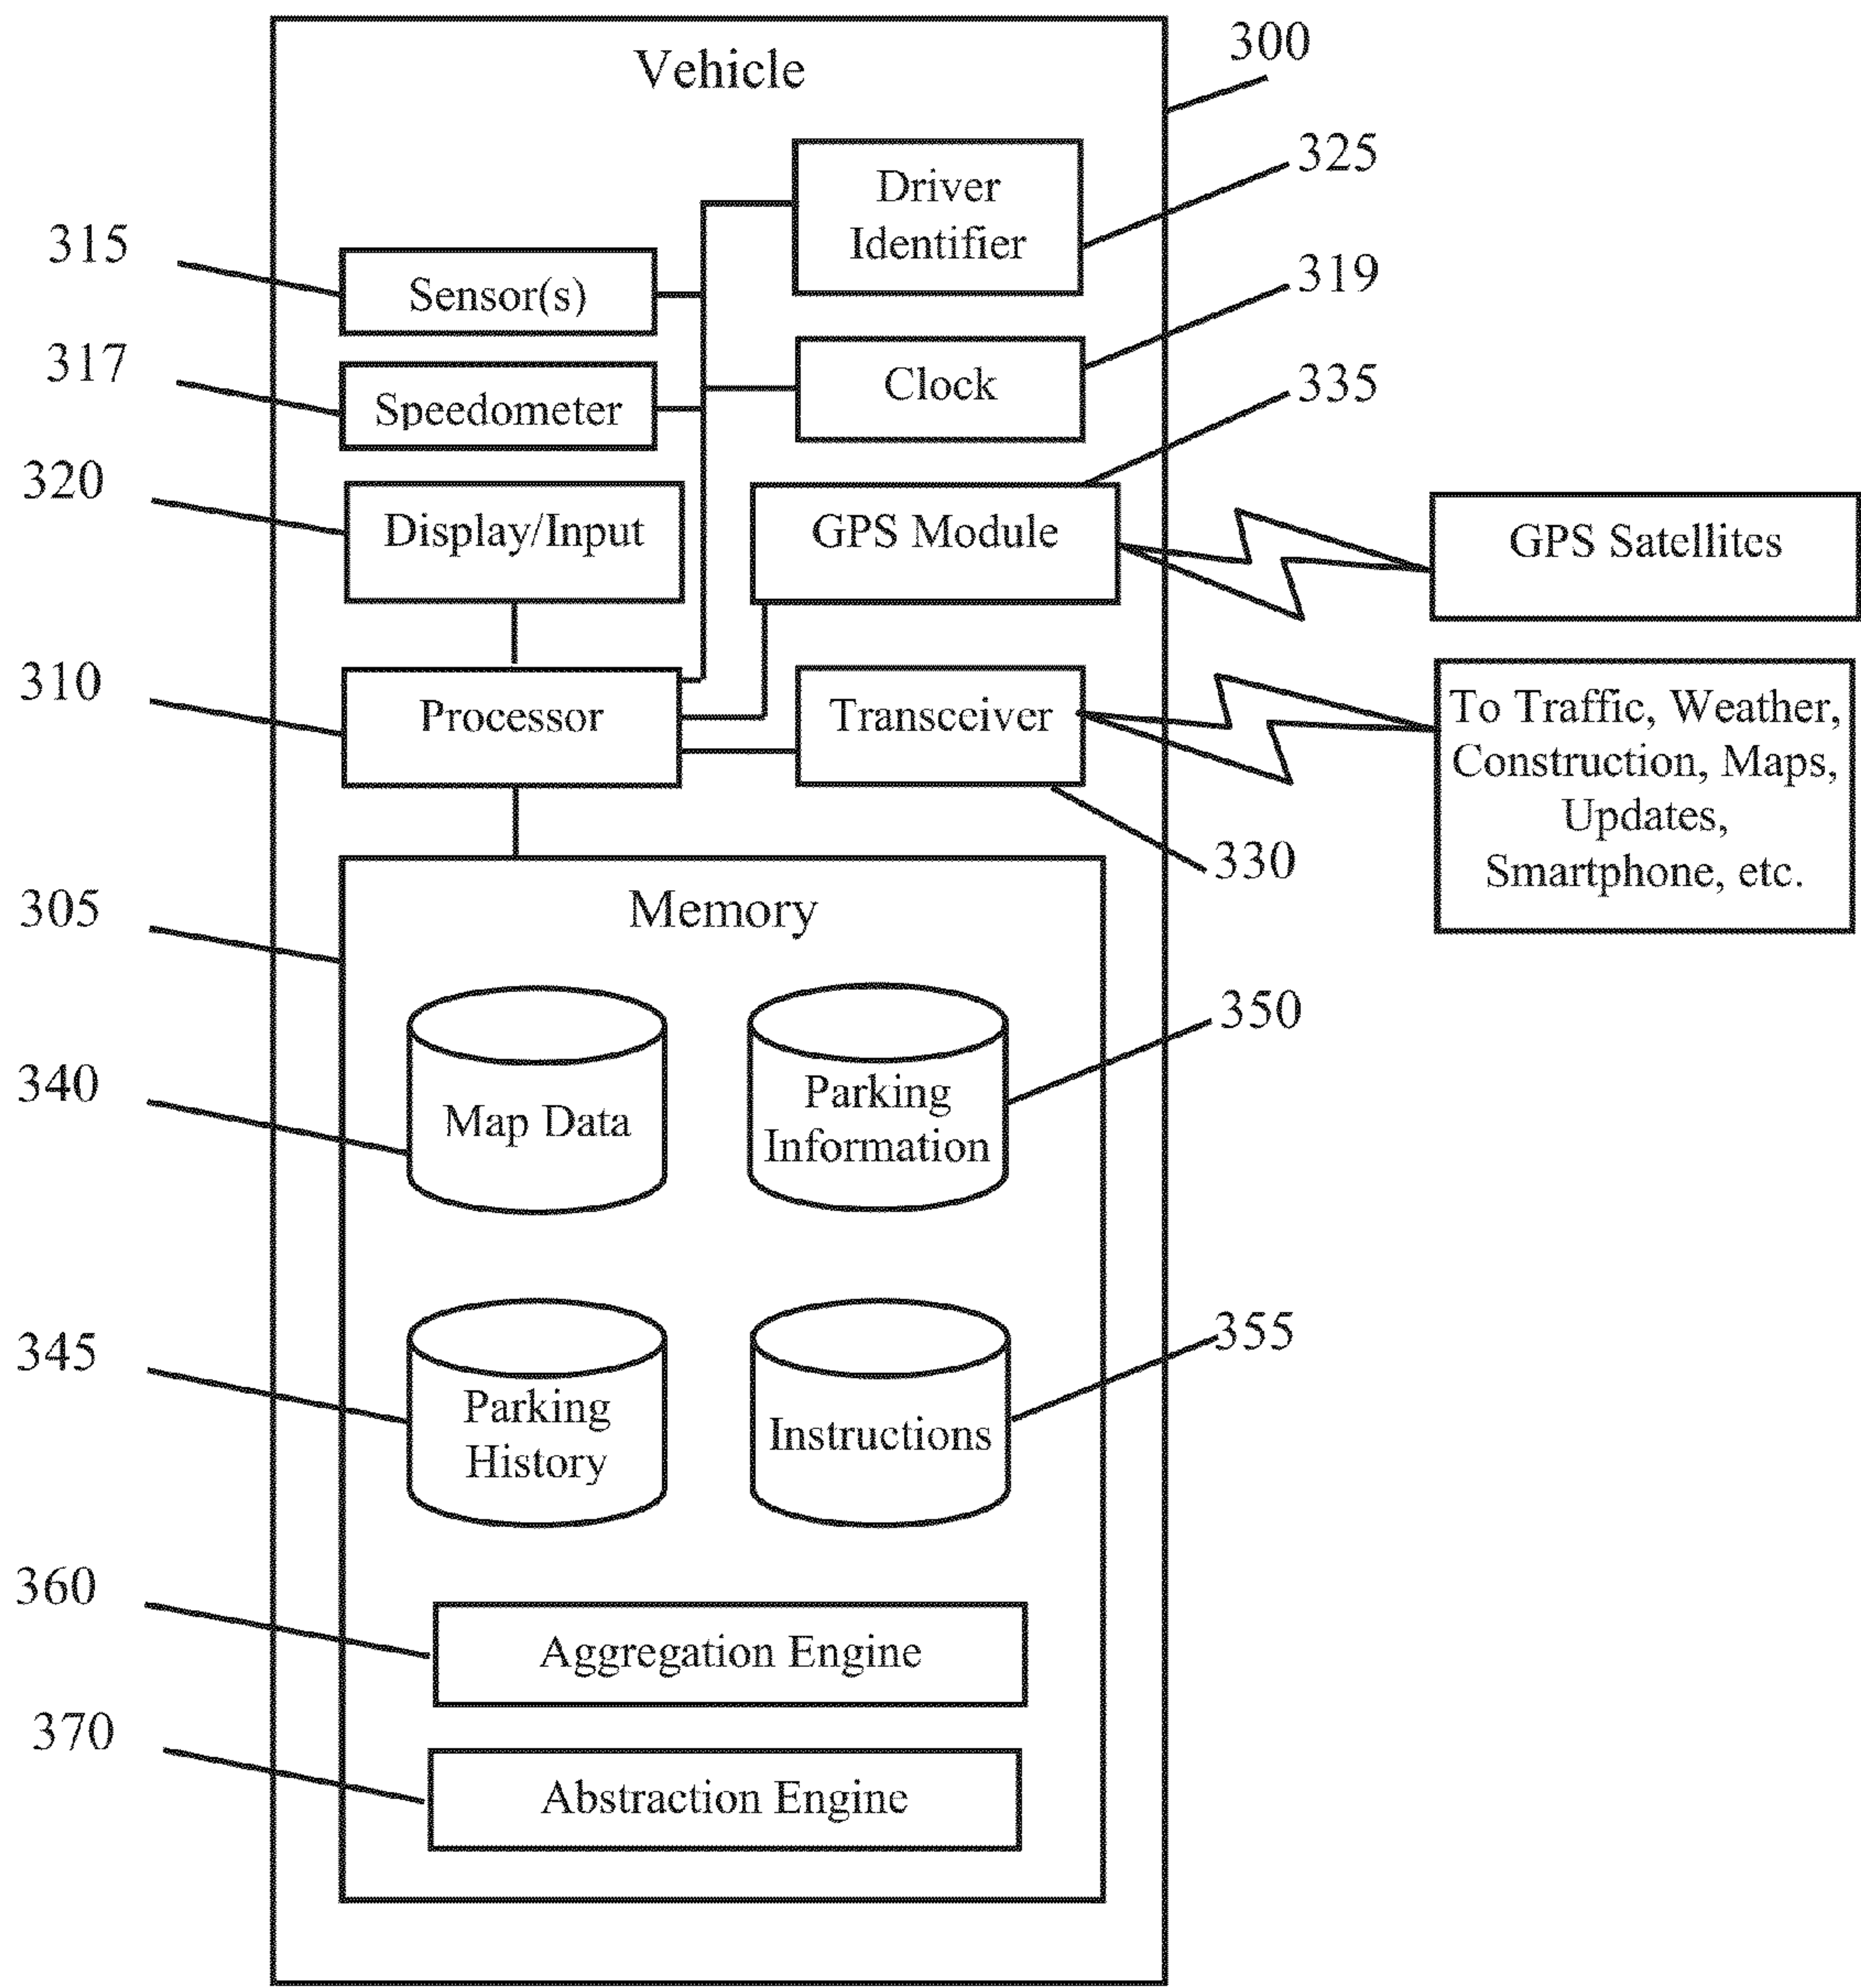 Vehicle
300
Driver
Identifier
325
315
Sensor(s)
319
317
Speedometer
Clock
335
320
Display/Input
GPS Module
GPS Satellites
310
Processor
Transceiver
To Traffic, Weather,
Construction, Maps,
Updates,
Smartphone, etc.
330
305
Memory
350
340
Map Data
Parking
Information
345
Parking
History
355
Instructions
360
Aggregation Engine
370
Abstraction Engine